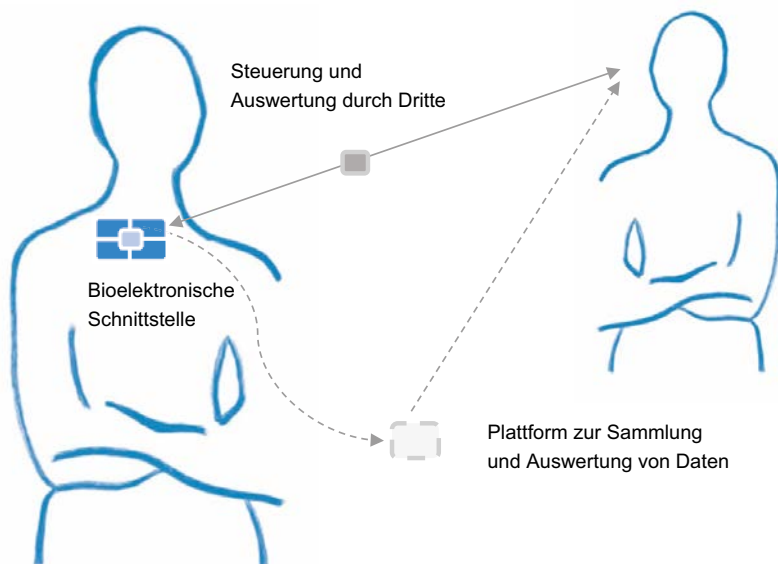 Steuerung und
Auswertung durch Dritte
Bioelektronische
Schnittstelle
Plattform zur Sammlung
und Auswertung von Daten